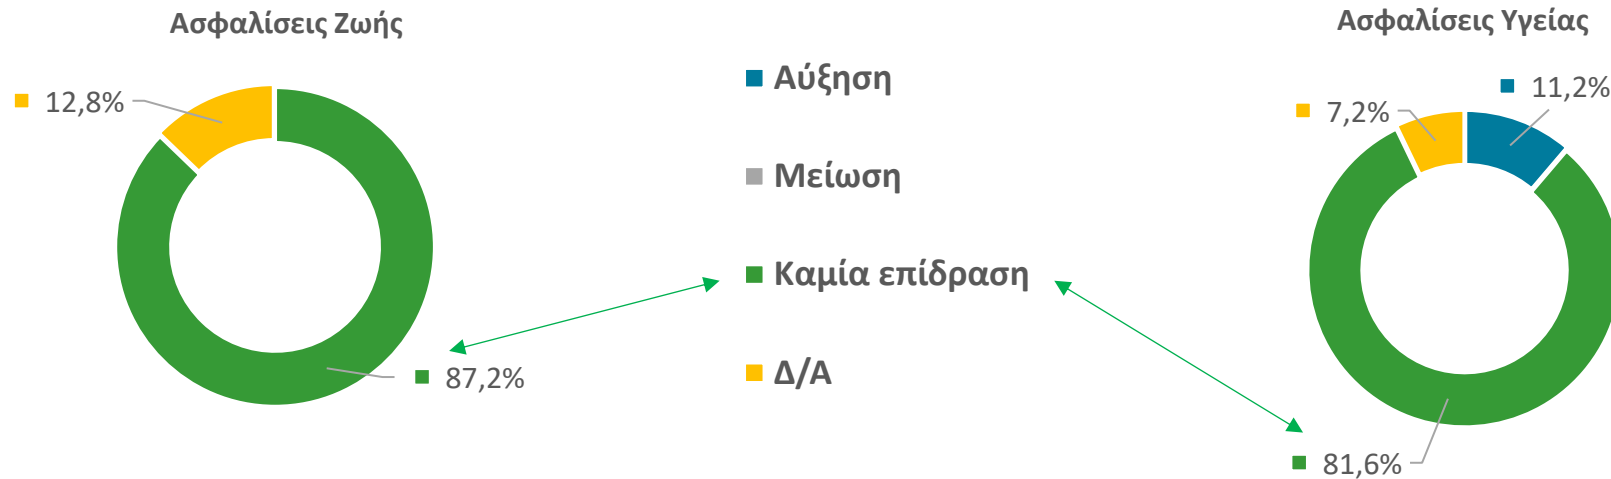 Ασφαλίσεις Ζωής
12,8%
87,2%
Αύξηση
Μείωση
Καμία επίδραση
Δ/Α
Ασφαλίσεις Υγείας
11,2%
7,2%
81,6%